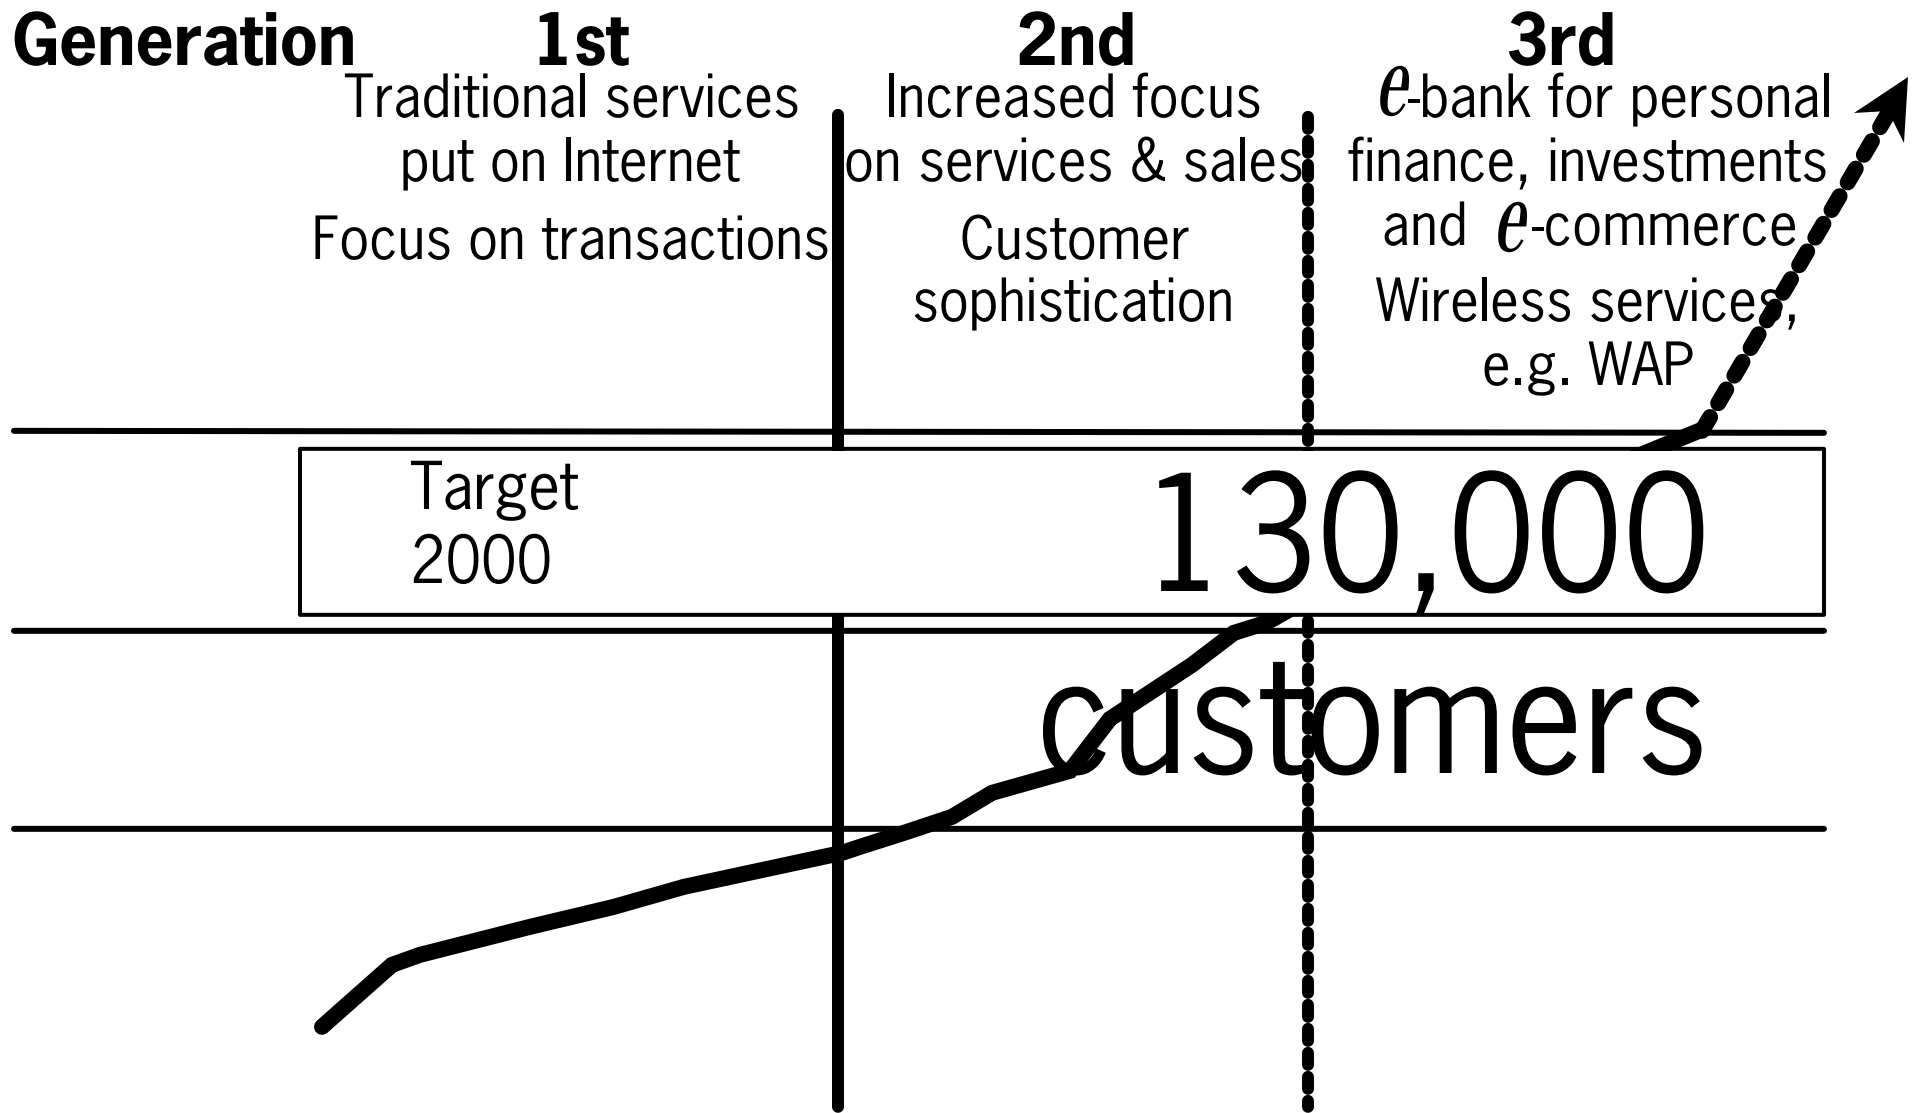 Generation 1st 2nd 3rd
Traditional services
put on Internet
Focus on transactions
Increased focus
on services & sales
Customer
sophistication
e-bank for personal
finance, investments
and e-commerce
Wireless services,
e.g. WAP
Target
2000
130,000
customers